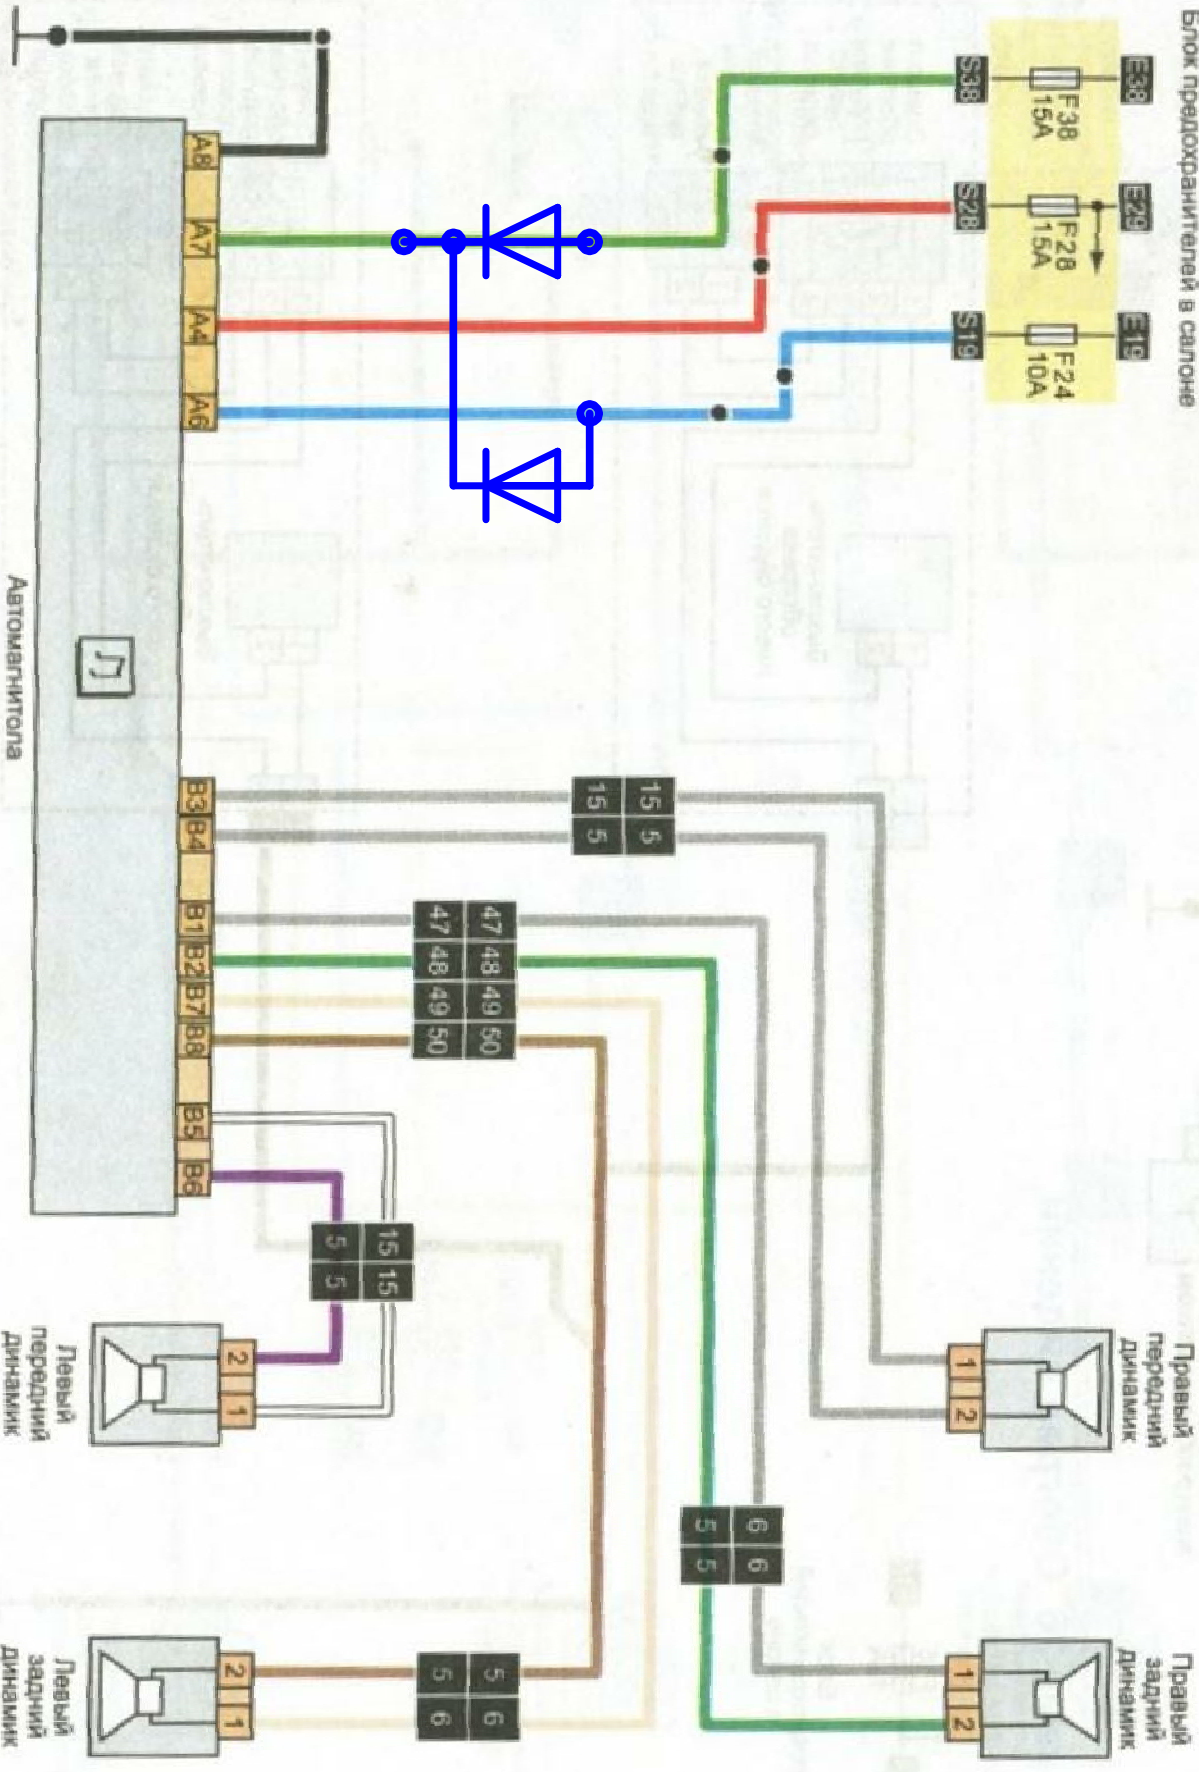 Блок предохранителей в салоне
E38
F38
15A
S38
E29
F28
15A
S28
E19
F24
10A
S19
A8
A7
A4
A6
Автомагнитола
B3
B4
B1
B2
B7
B8
B5
B6
15 15
5 5
47 47
48 48
49 49
50 50
5 15
5 15
Левый
передний
динамик
2
1
Правый
передний
динамик
1
2
5 6
5 6
Левый
задний
динамик
2
1
5 5
6 6
Правый
задний
динамик
1
2